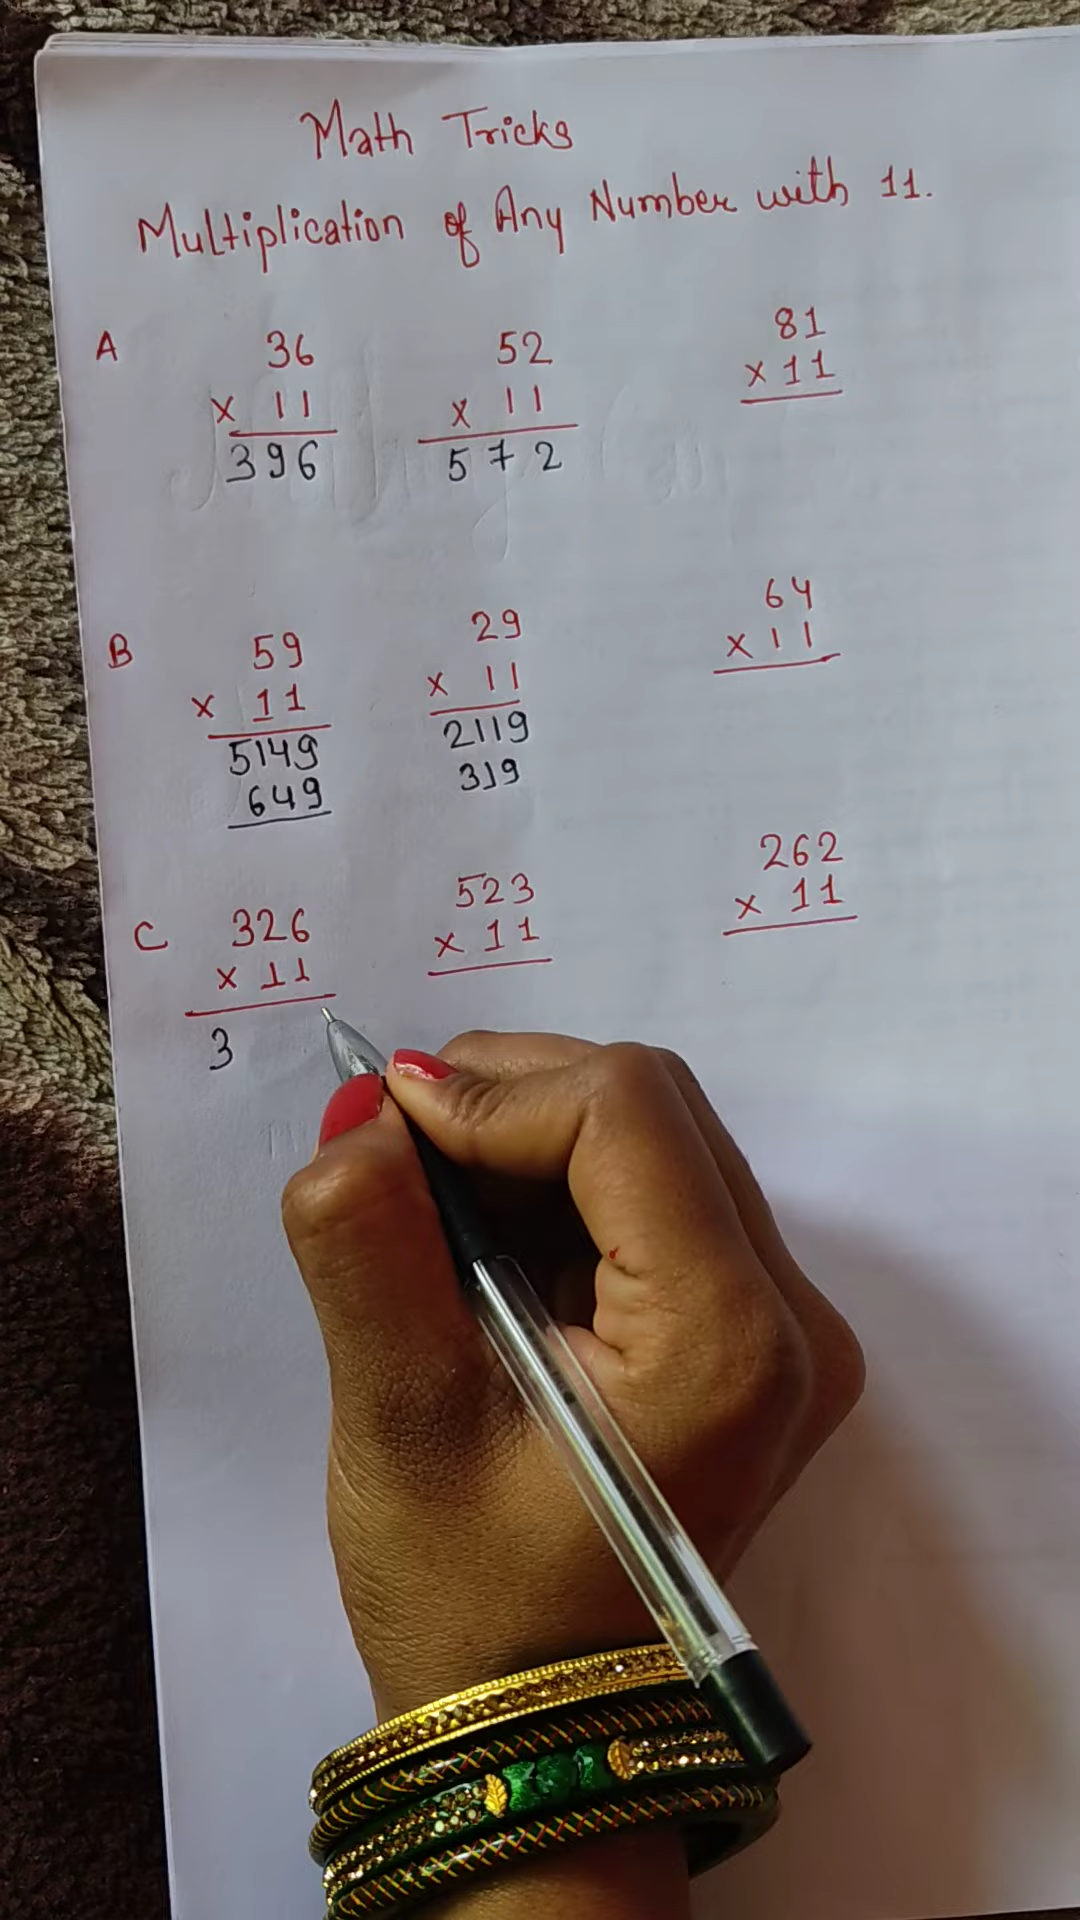 Math Tricks
Multiplication of Any Number with 11.
A
36
x 11
396
52
x 11
572
81
x 11
B
59
x 11
5149
649
29
x 11
2119
319
64
x 11
C
326
x 11
3
523
x 11
262
x 11